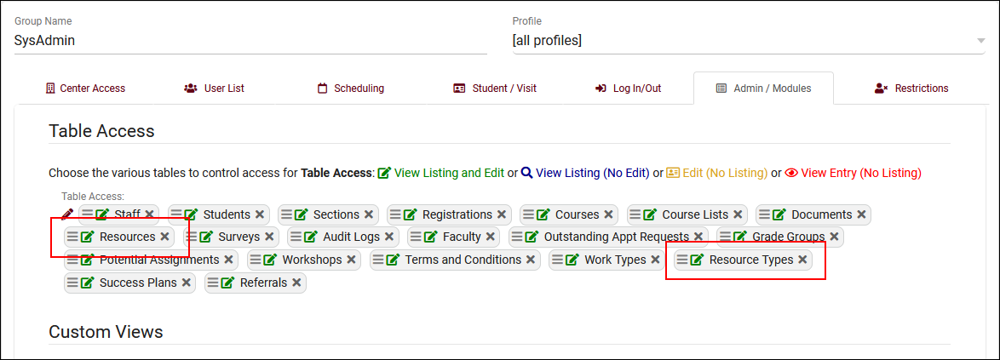 Group Name Profile
SysAdmin [all profiles]
Center Access User List Scheduling Student / Visit Log In/Out Admin / Modules Restrictions
Table Access
Choose the various tables to control access for Table Access: View Listing and Edit or View Listing (No Edit) or Edit (No Listing) or View Entry (No Listing)
Table Access:
Staff Students Sections Registrations Courses Course Lists Documents
Resources Surveys Audit Logs Faculty Outstanding Appt Requests Grade Groups
Potential Assignments Workshops Terms and Conditions Work Types Resource Types
Success Plans Referrals
Custom Views